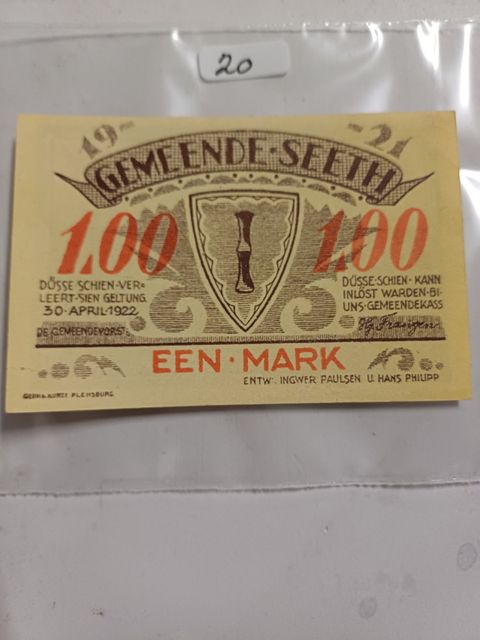 20
19 21
GEMEENDE·SEETH
1,00 1,00
DÜSSE SCHIEN VER-
LEERT·SIEN GELTUNG
30·APRIL·1922
DE GEMEENDEVORST:
DÜSSE·SCHIEN·KANN
INLÖST WARDEN·BI·
UNS·GEMEENDEKASS
EEN·MARK
ENTW: INGWER PAULSEN U. HANS PHILIPP
FLENSBURG